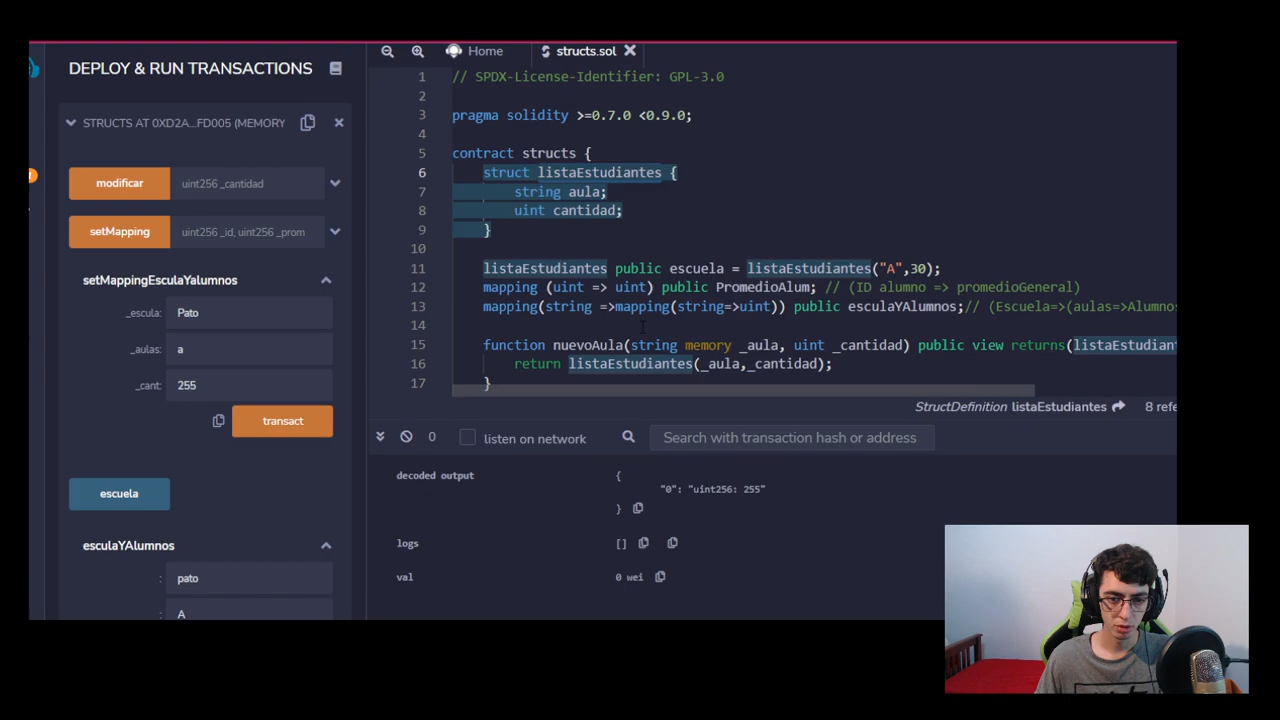 DEPLOY & RUN TRANSACTIONS
STRUCTS AT 0XD2A...FD005 (MEMORY
modificar uint256 _cantidad
setMapping uint256 _id, uint256 _prom
setMappingEsculaYalumnos
_escula: Pato
_aulas: a
_cant: 255
transact
escuela
esculaYAlumnos
: pato
: A
Home structs.sol
1 // SPDX-License-Identifier: GPL-3.0
2
3 pragma solidity >=0.7.0 <0.9.0;
4
5 contract structs {
6 struct listaEstudiantes {
7 string aula;
8 uint cantidad;
9 }
10
11 listaEstudiantes public escuela = listaEstudiantes("A",30);
12 mapping (uint => uint) public PromedioAlum; // (ID alumno => promedioGeneral)
13 mapping(string =>mapping(string=>uint)) public esculaYAlumnos;// (Escuela=>(aulas=>Alumnos
14
15 function nuevoAula(string memory _aula, uint _cantidad) public view returns(listaEstudiant
16 return listaEstudiantes(_aula,_cantidad);
17 }
StructDefinition listaEstudiantes 8 refe
0 listen on network Search with transaction hash or address
decoded output {
"0": "uint256: 255"
}
logs []
val 0 wei